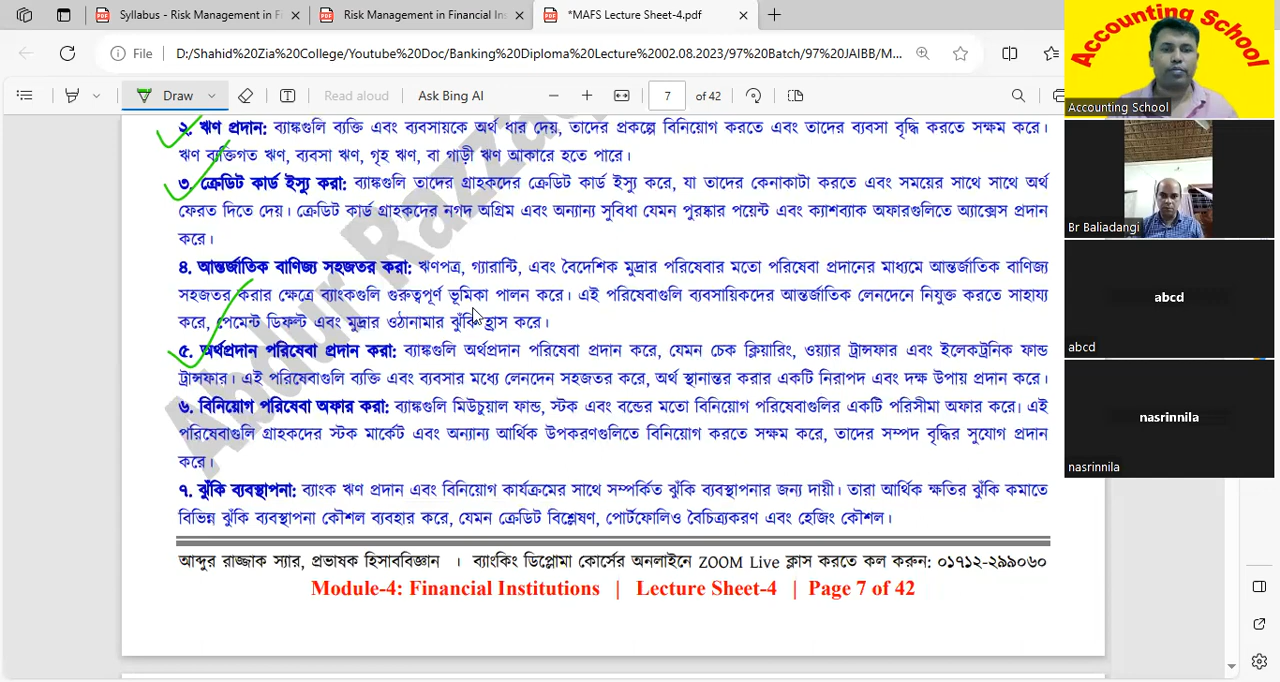 Syllabus - Risk Management in Fi
Risk Management in Financial Ins
*MAFS Lecture Sheet-4.pdf
File
D:/Shahid%20Zia%20College/Youtube%20Doc/Banking%20Diploma%20Lecture%2002.08.2023/97%20Batch/97%20JAIBB/M...
Draw
Read aloud
Ask Bing AI
7 of 42
২. ঋণ প্রদান: ব্যাঙ্কগুলি ব্যক্তি এবং ব্যবসায়কে অর্থ ধার দেয়, তাদের প্রকল্পে বিনিয়োগ করতে এবং তাদের ব্যবসা বৃদ্ধি করতে সক্ষম করে।
ঋণ ব্যক্তিগত ঋণ, ব্যবসা ঋণ, গৃহ ঋণ, বা গাড়ী ঋণ আকারে হতে পারে।
৩. ক্রেডিট কার্ড ইস্যু করা: ব্যাঙ্কগুলি তাদের গ্রাহকদের ক্রেডিট কার্ড ইস্যু করে, যা তাদের কেনাকাটা করতে এবং সময়ের সাথে সাথে অর্থ
ফেরত দিতে দেয়। ক্রেডিট কার্ড গ্রাহকদের নগদ অগ্রিম এবং অন্যান্য সুবিধা যেমন পুরষ্কার পয়েন্ট এবং ক্যাশব্যাক অফারগুলিতে অ্যাক্সেস প্রদান
করে।
৪. আন্তর্জাতিক বাণিজ্য সহজতর করা: ঋণপত্র, গ্যারান্টি, এবং বৈদেশিক মুদ্রার পরিষেবার মতো পরিষেবা প্রদানের মাধ্যমে আন্তর্জাতিক বাণিজ্য
সহজতর করার ক্ষেত্রে ব্যাংকগুলি গুরুত্বপূর্ণ ভূমিকা পালন করে। এই পরিষেবাগুলি ব্যবসায়িকদের আন্তর্জাতিক লেনদেনে নিযুক্ত করতে সাহায্য
করে, পেমেন্ট ডিফল্ট এবং মুদ্রার ওঠানামার ঝুঁকি হ্রাস করে।
৫. অর্থপ্রদান পরিষেবা প্রদান করা: ব্যাঙ্কগুলি অর্থপ্রদান পরিষেবা প্রদান করে, যেমন চেক ক্লিয়ারিং, ওয়্যার ট্রান্সফার এবং ইলেকট্রনিক ফান্ড
ট্রান্সফার। এই পরিষেবাগুলি ব্যক্তি এবং ব্যবসার মধ্যে লেনদেন সহজতর করে, অর্থ স্থানান্তর করার একটি নিরাপদ এবং দক্ষ উপায় প্রদান করে।
৬. বিনিয়োগ পরিষেবা অফার করা: ব্যাঙ্কগুলি মিউচুয়াল ফান্ড, স্টক এবং বন্ডের মতো বিনিয়োগ পরিষেবাগুলির একটি পরিসীমা অফার করে। এই
পরিষেবাগুলি গ্রাহকদের স্টক মার্কেট এবং অন্যান্য আর্থিক উপকরণগুলিতে বিনিয়োগ করতে সক্ষম করে, তাদের সম্পদ বৃদ্ধির সুযোগ প্রদান
করে।
৭. ঝুঁকি ব্যবস্থাপনা: ব্যাংক ঋণ প্রদান এবং বিনিয়োগ কার্যক্রমের সাথে সম্পর্কিত ঝুঁকি ব্যবস্থাপনার জন্য দায়ী। তারা আর্থিক ক্ষতির ঝুঁকি কমাতে
বিভিন্ন ঝুঁকি ব্যবস্থাপনা কৌশল ব্যবহার করে, যেমন ক্রেডিট বিশ্লেষণ, পোর্টফোলিও বৈচিত্র্যকরণ এবং হেজিং কৌশল।
Abdur Razzaq
আব্দুর রাজ্জাক স্যার, প্রভাষক হিসাববিজ্ঞান । ব্যাংকিং ডিপ্লোমা কোর্সের অনলাইনে ZOOM Live ক্লাস করতে কল করুন: ০১৭১২-২৯৯০৬০
Module-4: Financial Institutions | Lecture Sheet-4 | Page 7 of 42
Accounting School
Accounting School
Br Baliadangi
abcd
abcd
nasrinnila
nasrinnila